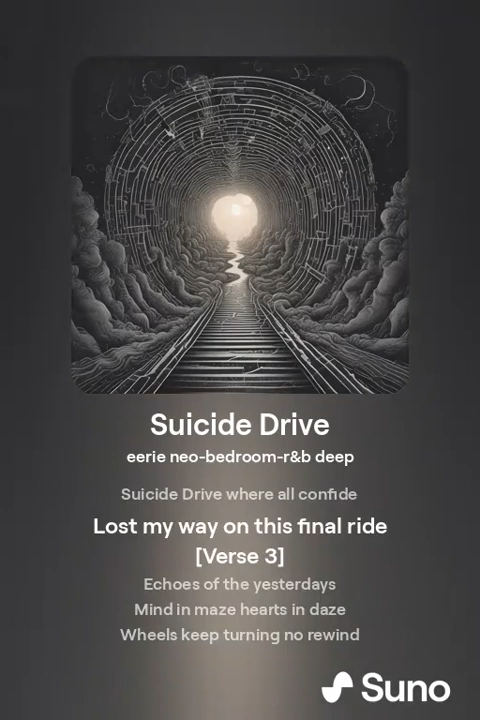 Suicide Drive
eerie neo-bedroom-r&b deep
Suicide Drive where all confide
Lost my way on this final ride
[Verse 3]
Echoes of the yesterdays
Mind in maze hearts in daze
Wheels keep turning no rewind
Suno